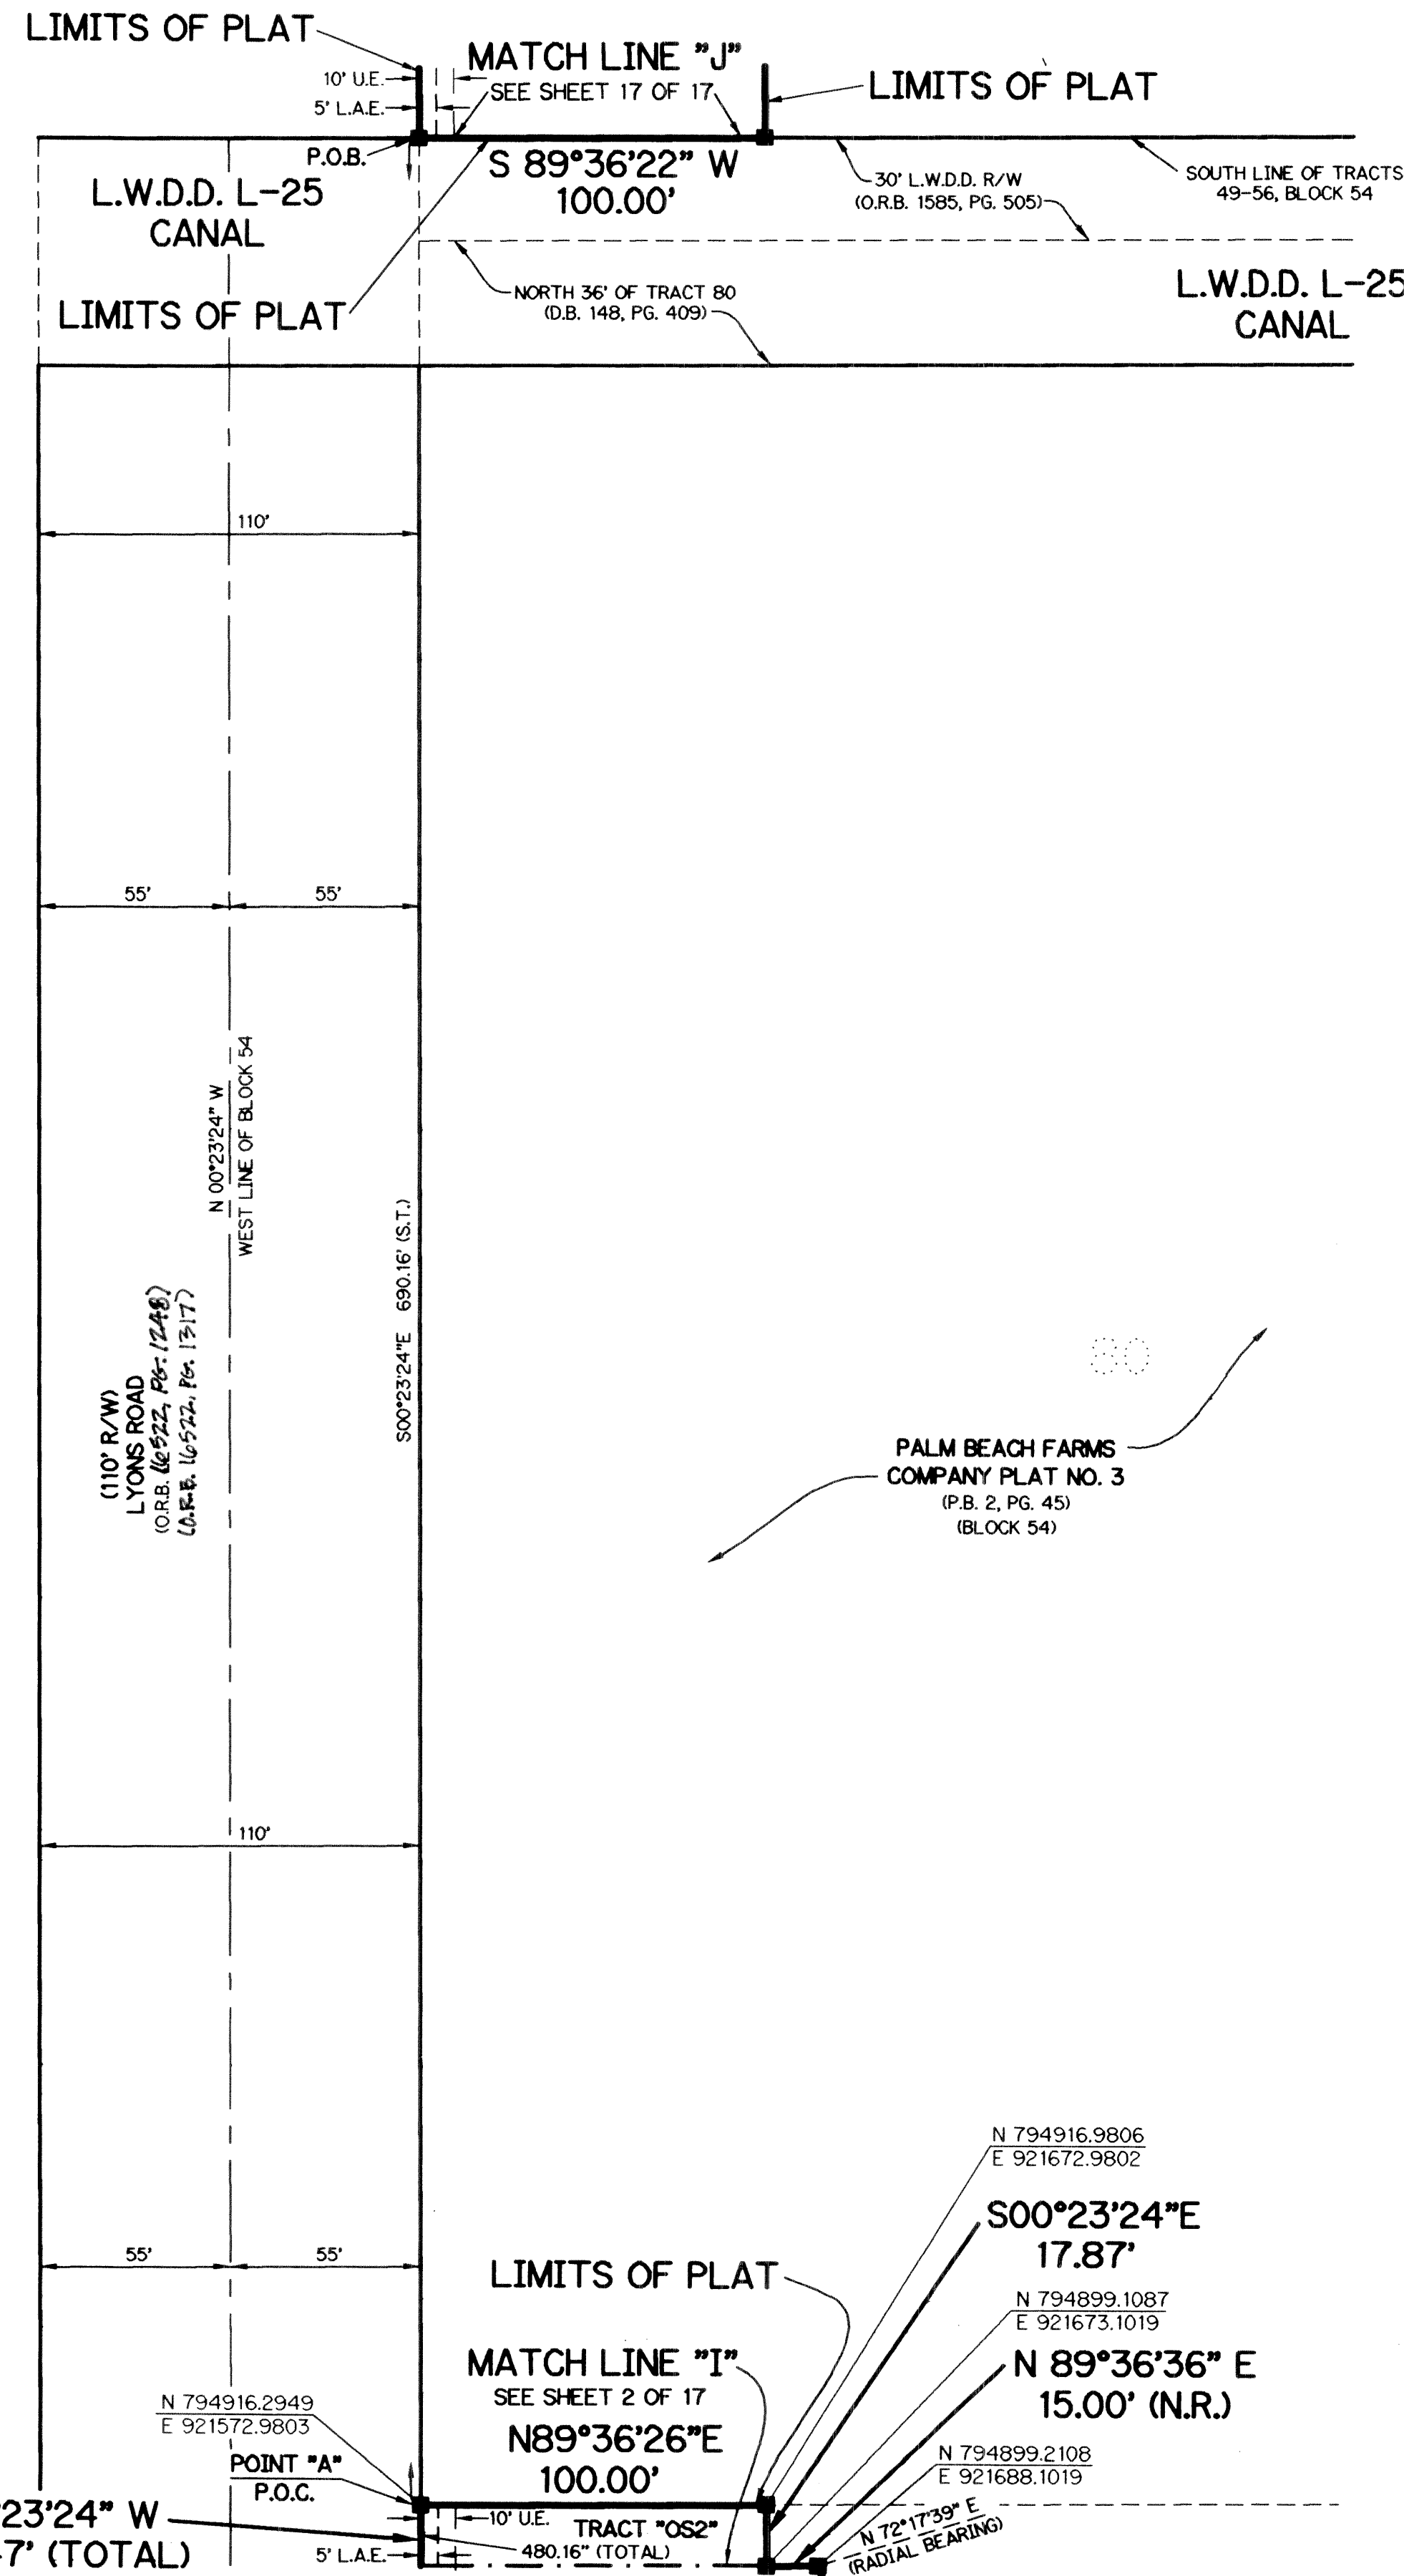 LIMITS OF PLAT
10' U.E.
5' L.A.E.
MATCH LINE "J"
SEE SHEET 17 OF 17
LIMITS OF PLAT
P.O.B.
S 89°36'22" W
100.00'
L.W.D.D. L-25
CANAL
30' L.W.D.D. R/W
(O.R.B. 1585, PG. 505)
SOUTH LINE OF TRACTS
49-56, BLOCK 54
LIMITS OF PLAT
NORTH 36' OF TRACT 80
(D.B. 148, PG. 409)
L.W.D.D. L-25
CANAL
110'
55'
55'
N 00°23'24" W
WEST LINE OF BLOCK 54
S00°23'24"E 690.16' (S.T.)
(110' R/W)
LYONS ROAD
(O.R.B. 16522, PG. 1248)
(O.R.B. 16522, PG. 1317)
80
PALM BEACH FARMS
COMPANY PLAT NO. 3
(P.B. 2, PG. 45)
(BLOCK 54)
110'
N 794916.9806
E 921672.9802
S00°23'24"E
17.87'
55'
55'
LIMITS OF PLAT
N 794899.1087
E 921673.1019
MATCH LINE "I"
SEE SHEET 2 OF 17
N 89°36'36" E
15.00' (N.R.)
N 794916.2949
E 921572.9803
N89°36'26"E
100.00'
N 794899.2108
E 921688.1019
POINT "A"
P.O.C.
°23'24" W
7' (TOTAL)
10' U.E.
TRACT "OS2"
480.16" (TOTAL)
5' L.A.E.
N 72°17'39" E
(RADIAL BEARING)